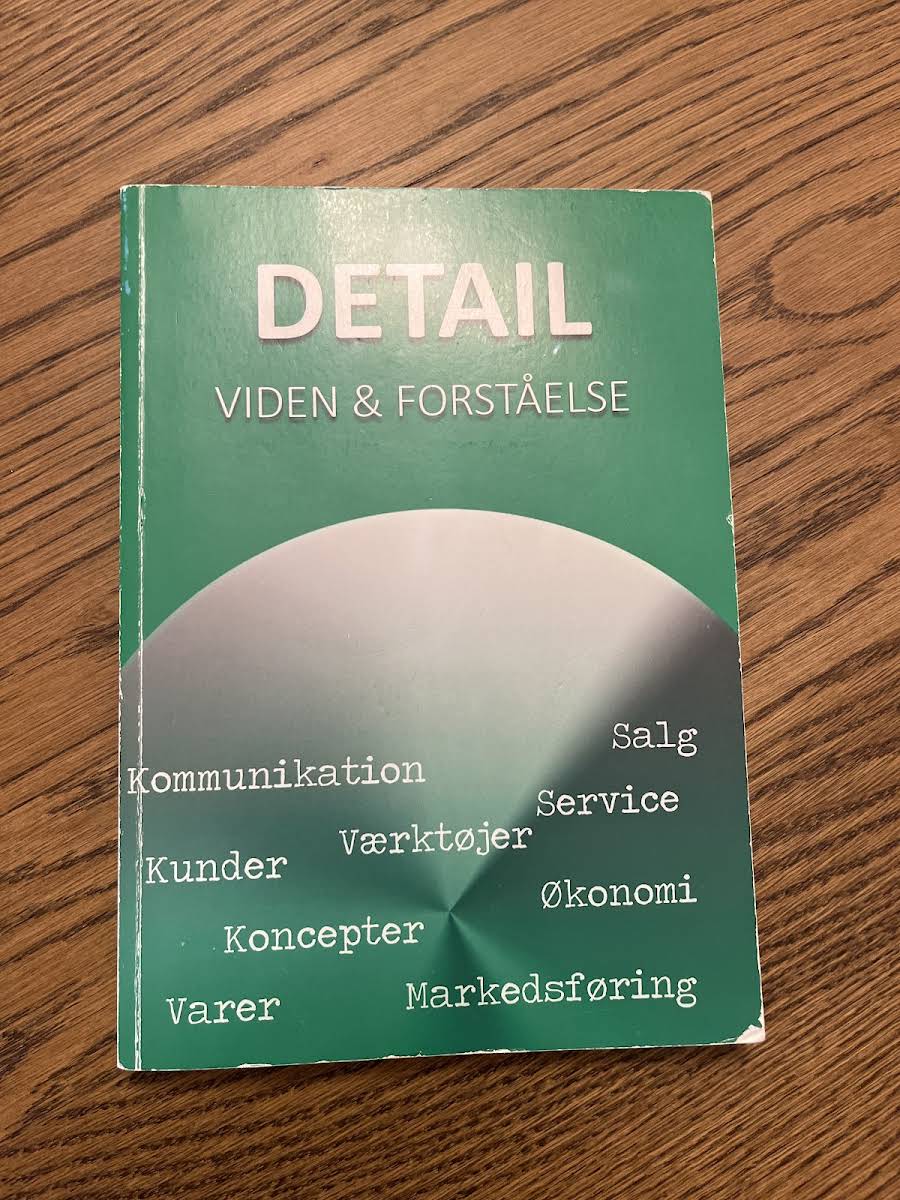 DETAIL
VIDEN & FORSTÅELSE
Salg
Kommunikation
Service
Værktøjer
Kunder
Økonomi
Koncepter
Markedsføring
Varer